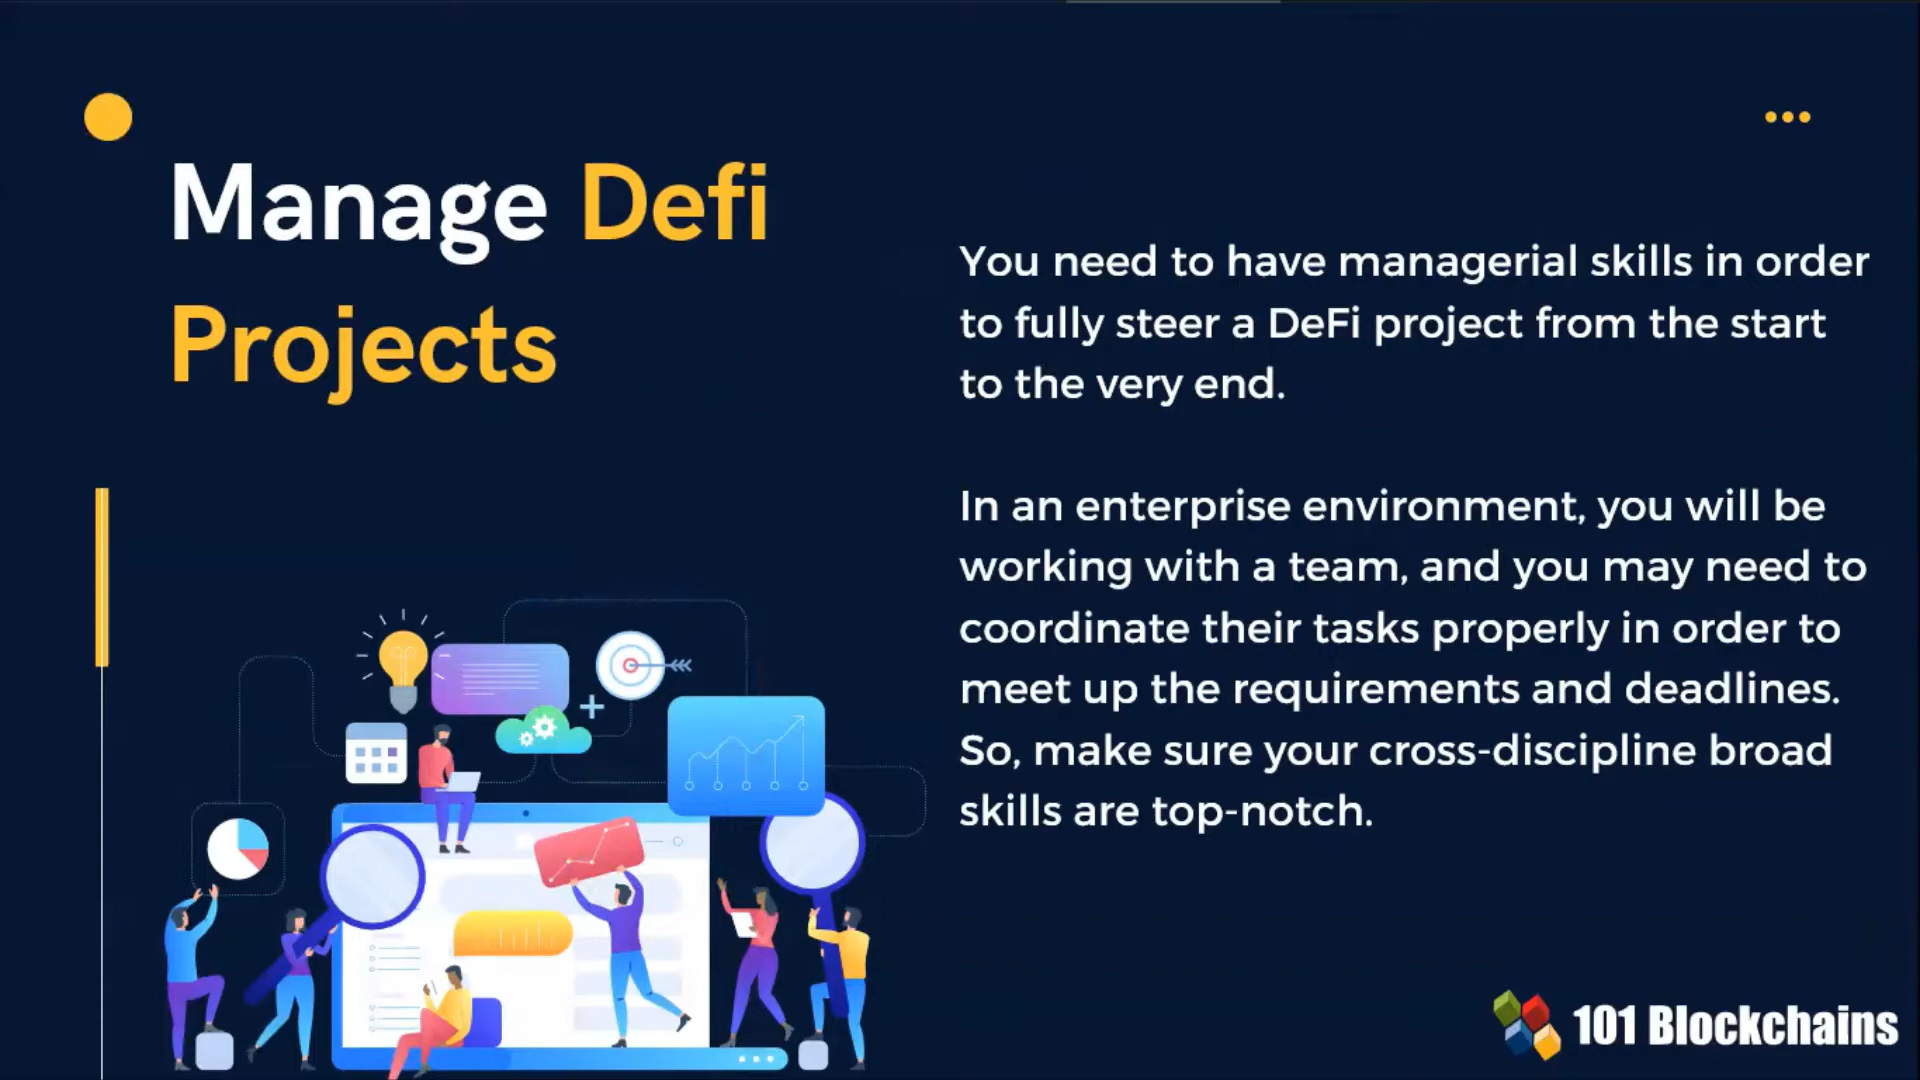 Manage Defi
Projects
You need to have managerial skills in order
to fully steer a DeFi project from the start
to the very end.
In an enterprise environment, you will be
working with a team, and you may need to
coordinate their tasks properly in order to
meet up the requirements and deadlines.
So, make sure your cross-discipline broad
skills are top-notch.
101 Blockchains